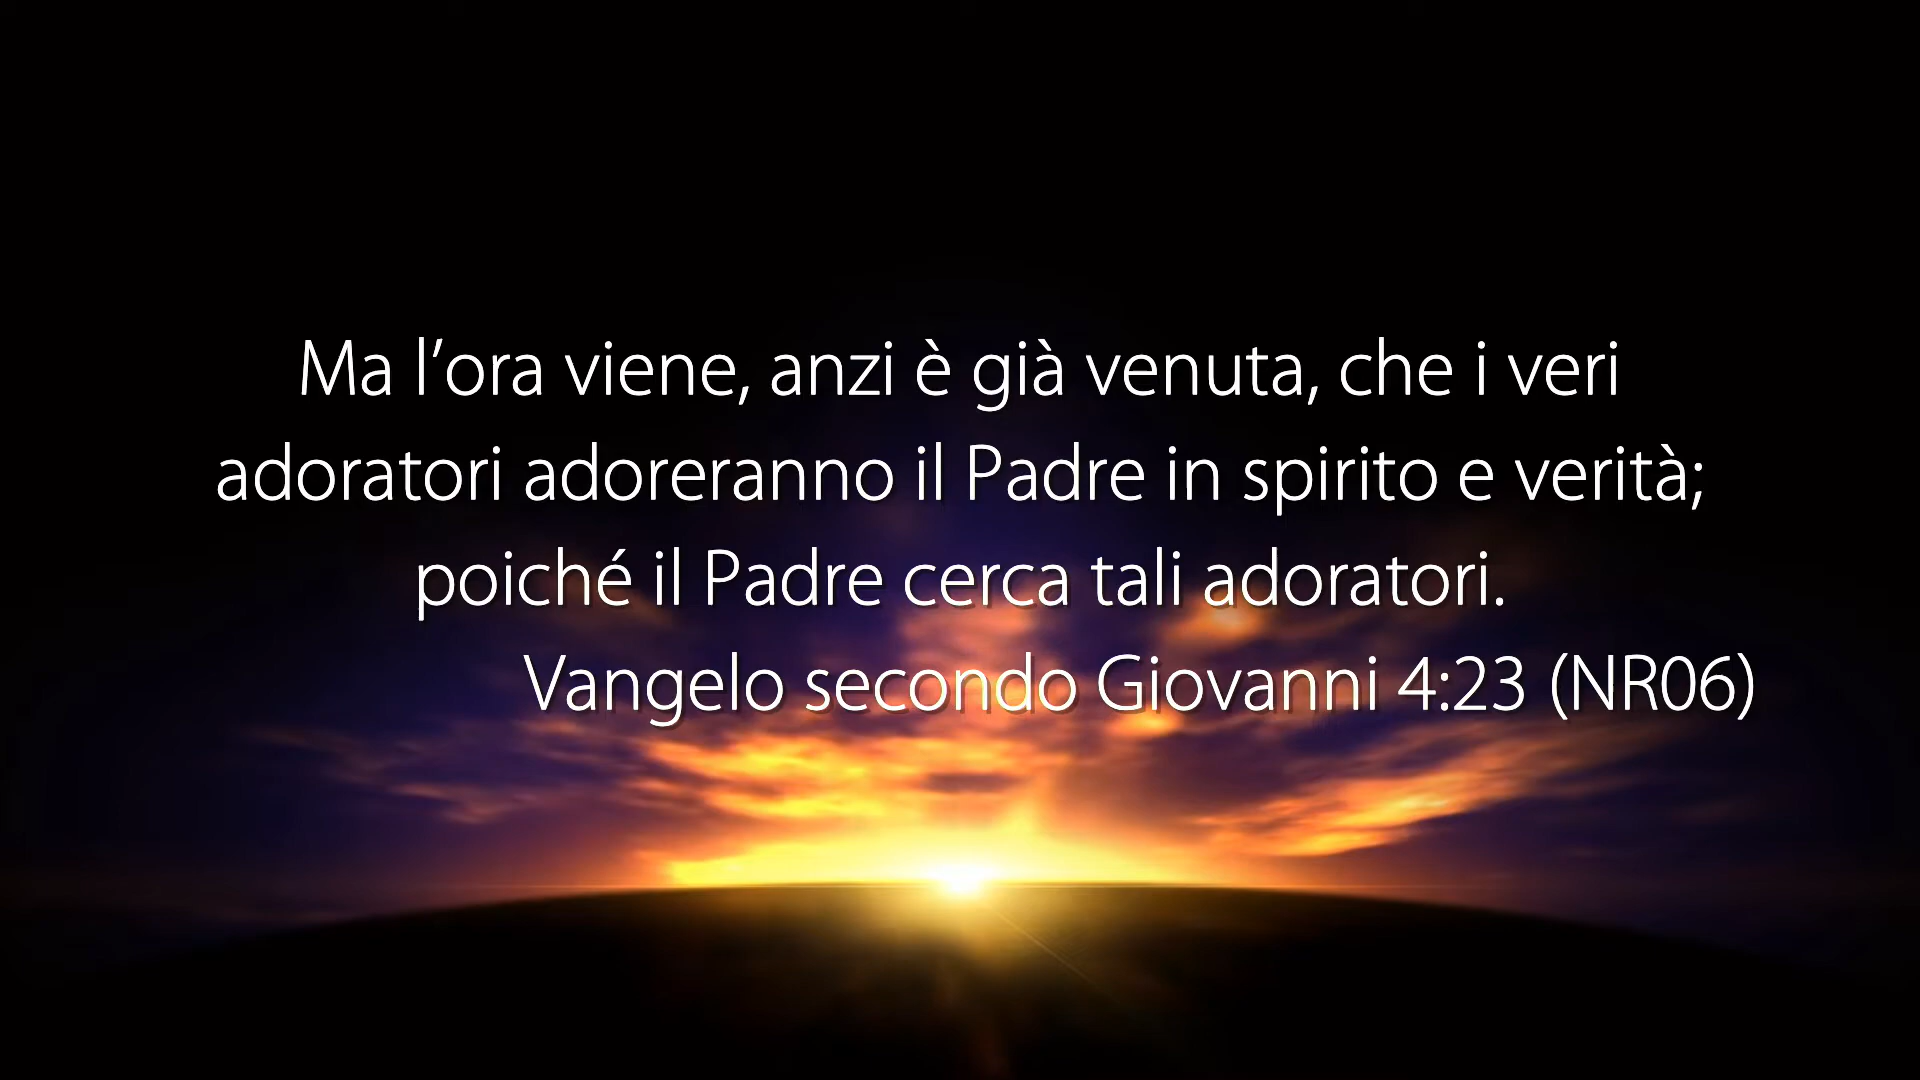 Ma l’ora viene, anzi è già venuta, che i veri
adoratori adoreranno il Padre in spirito e verità;
poiché il Padre cerca tali adoratori.
Vangelo secondo Giovanni 4:23 (NR06)